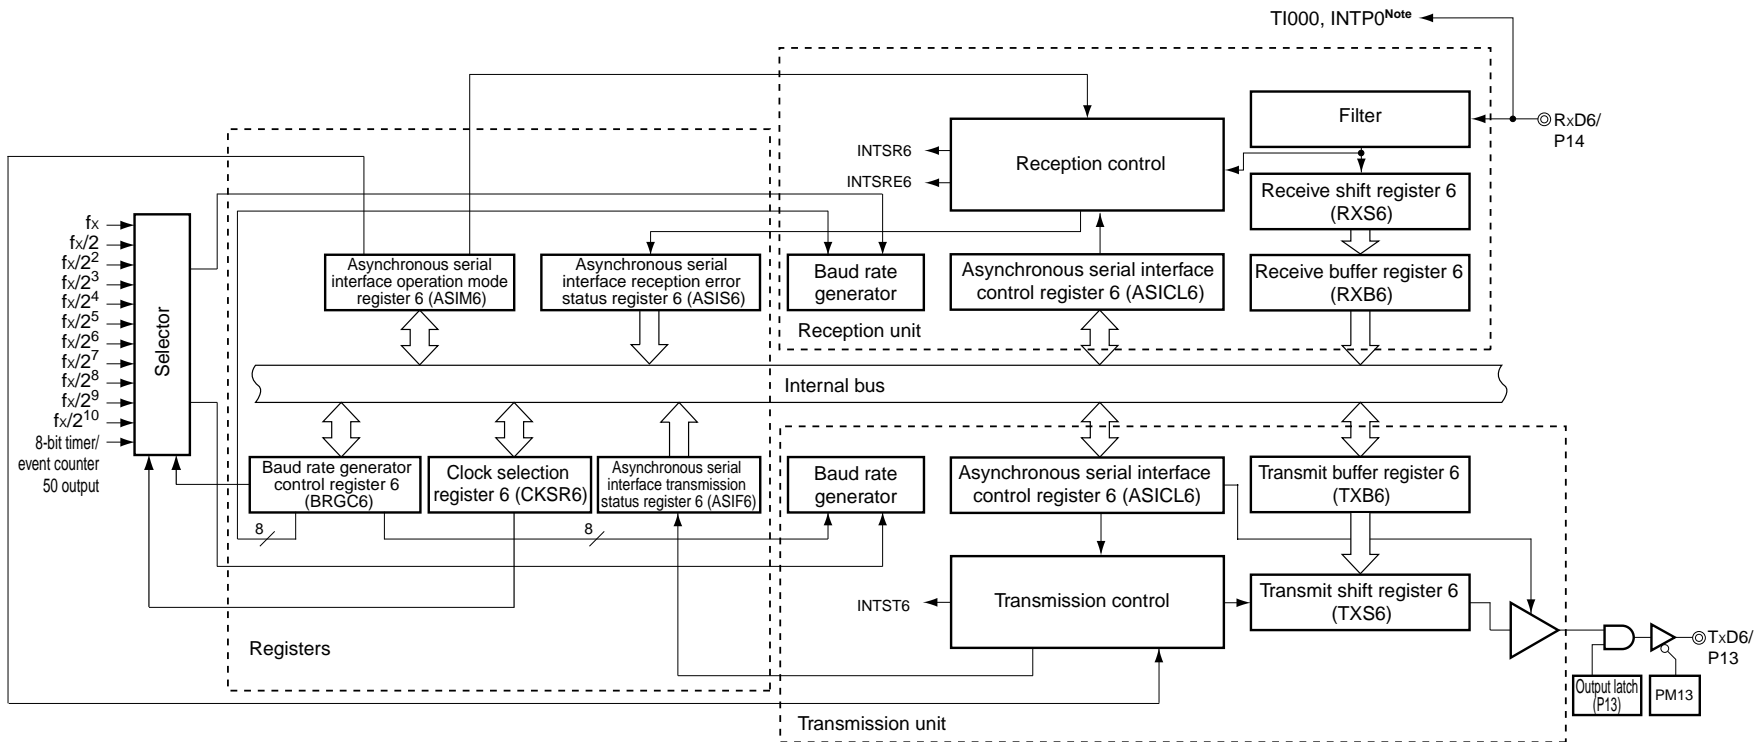 TI000, INTP0Note
Filter
RxD6/
P14
Reception control
INTSR6
INTSRE6
Receive shift register 6
(RXS6)
fx
fx/2
fx/2²
fx/2³
fx/2⁴
fx/2⁵
fx/2⁶
fx/2⁷
fx/2⁸
fx/2⁹
fx/2¹⁰
8-bit timer/
event counter
50 output
Selector
Asynchronous serial
interface operation mode
register 6 (ASIM6)
Asynchronous serial
interface reception error
status register 6 (ASIS6)
Baud rate
generator
Asynchronous serial interface
control register 6 (ASICL6)
Receive buffer register 6
(RXB6)
Reception unit
Internal bus
Baud rate generator
control register 6
(BRGC6)
Clock selection
register 6 (CKSR6)
Asynchronous serial
interface transmission
status register 6 (ASIF6)
Baud rate
generator
Asynchronous serial interface
control register 6 (ASICL6)
Transmit buffer register 6
(TXB6)
8
8
INTST6
Transmission control
Transmit shift register 6
(TXS6)
Registers
TxD6/
P13
Output latch
(P13)
PM13
Transmission unit